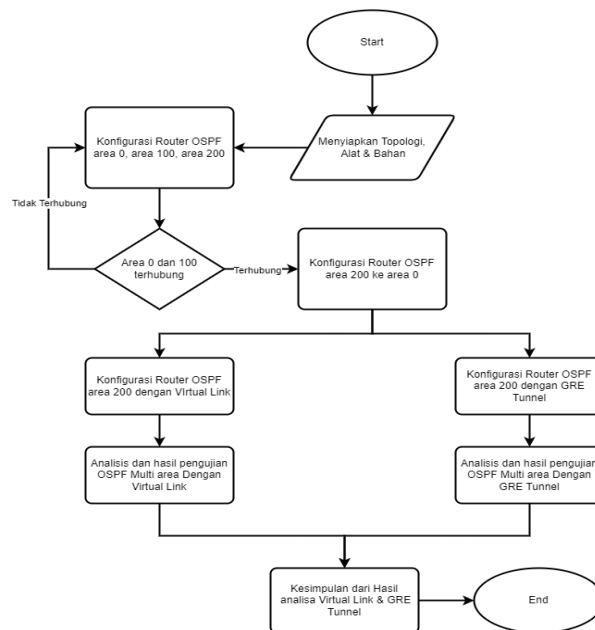 Start
Menyiapkan Topologi,
Alat & Bahan
Konfigurasi Router OSPF
area 0, area 100, area 200
Tidak Terhubung
Area 0 dan 100
terhubung
Terhubung
Konfigurasi Router OSPF
area 200 ke area 0
Konfigurasi Router OSPF
area 200 dengan VIrtual Link
Konfigurasi Router OSPF
area 200 dengan GRE
Tunnel
Analisis dan hasil pengujian
OSPF Multi area Dengan
Virtual Link
Analisis dan hasil pengujian
OSPF Multi area Dengan
GRE Tunnel
Kesimpulan dari Hasil
analisa Virtual Link & GRE
Tunnel
End